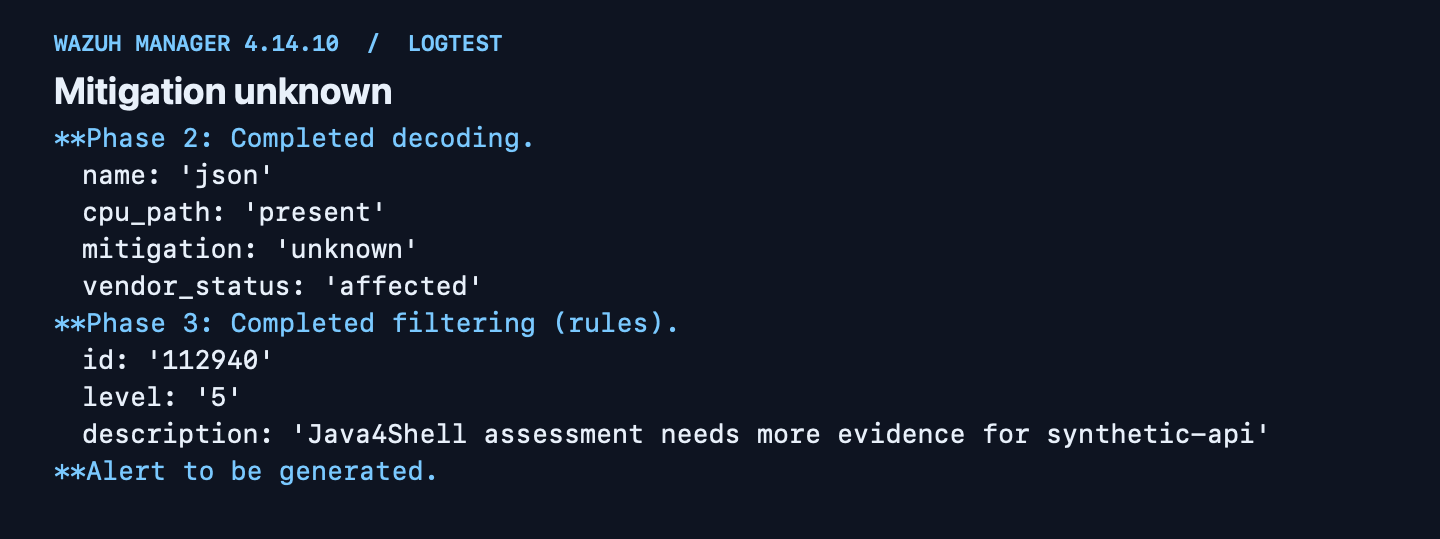 WAZUH MANAGER 4.14.10 / LOGTEST
Mitigation unknown
**Phase 2: Completed decoding.
name: 'json'
cpu_path: 'present'
mitigation: 'unknown'
vendor_status: 'affected'
**Phase 3: Completed filtering (rules).
id: '112940'
level: '5'
description: 'Java4Shell assessment needs more evidence for synthetic-api'
**Alert to be generated.